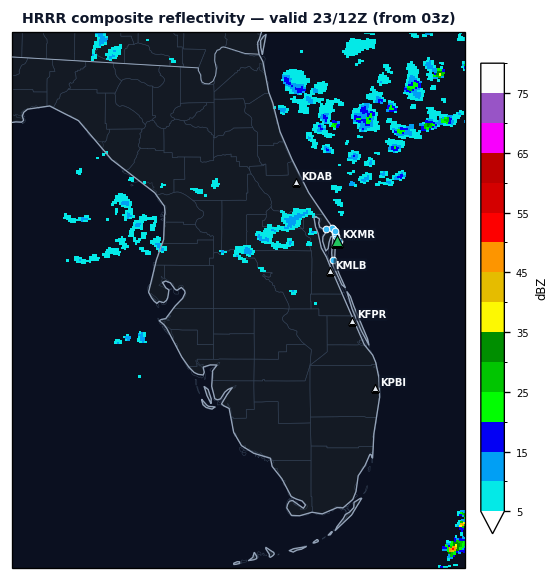 HRRR composite reflectivity — valid 23/12Z (from 03z)
KDAB
KXMR
KMLB
KFPR
KPBI
75
65
55
45
35
25
15
5
dBZ